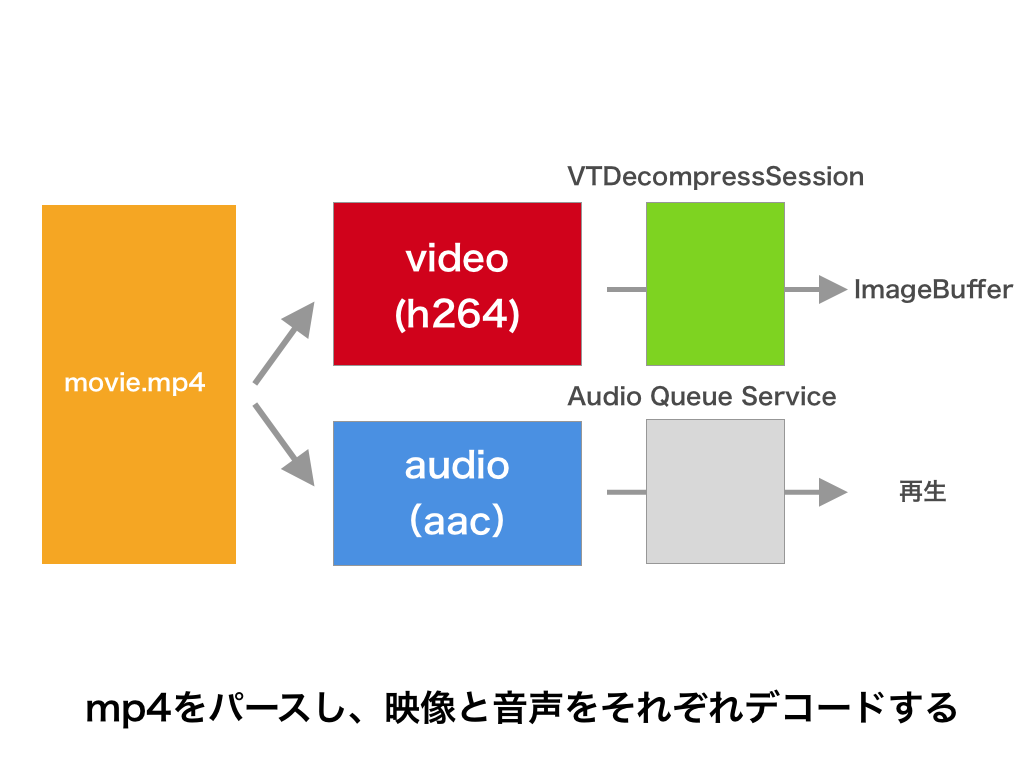 VTDecompressSession
video
(h264)
ImageBuffer
movie.mp4
Audio Queue Service
audio
（aac）
再生
mp4をパースし、映像と音声をそれぞれデコードする